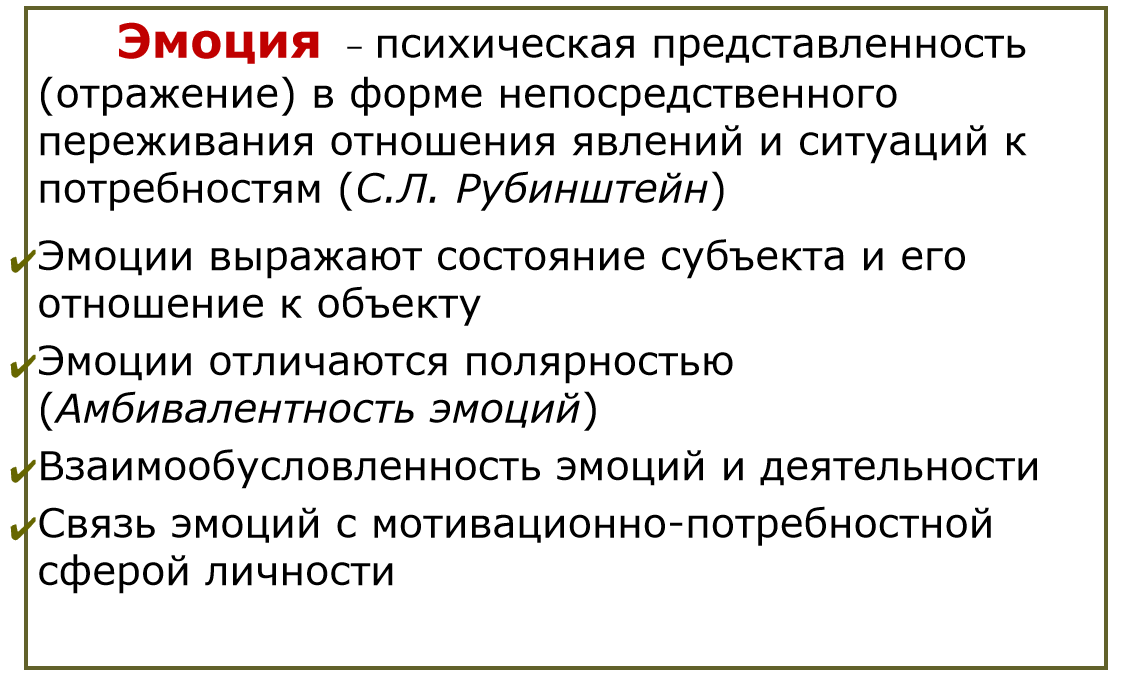 Эмоция – психическая представленность
(отражение) в форме непосредственного
переживания отношения явлений и ситуаций к
потребностям (С.Л. Рубинштейн)
✔Эмоции выражают состояние субъекта и его
отношение к объекту
✔Эмоции отличаются полярностью
(Амбивалентность эмоций)
✔Взаимообусловленность эмоций и деятельности
✔Связь эмоций с мотивационно-потребностной
сферой личности